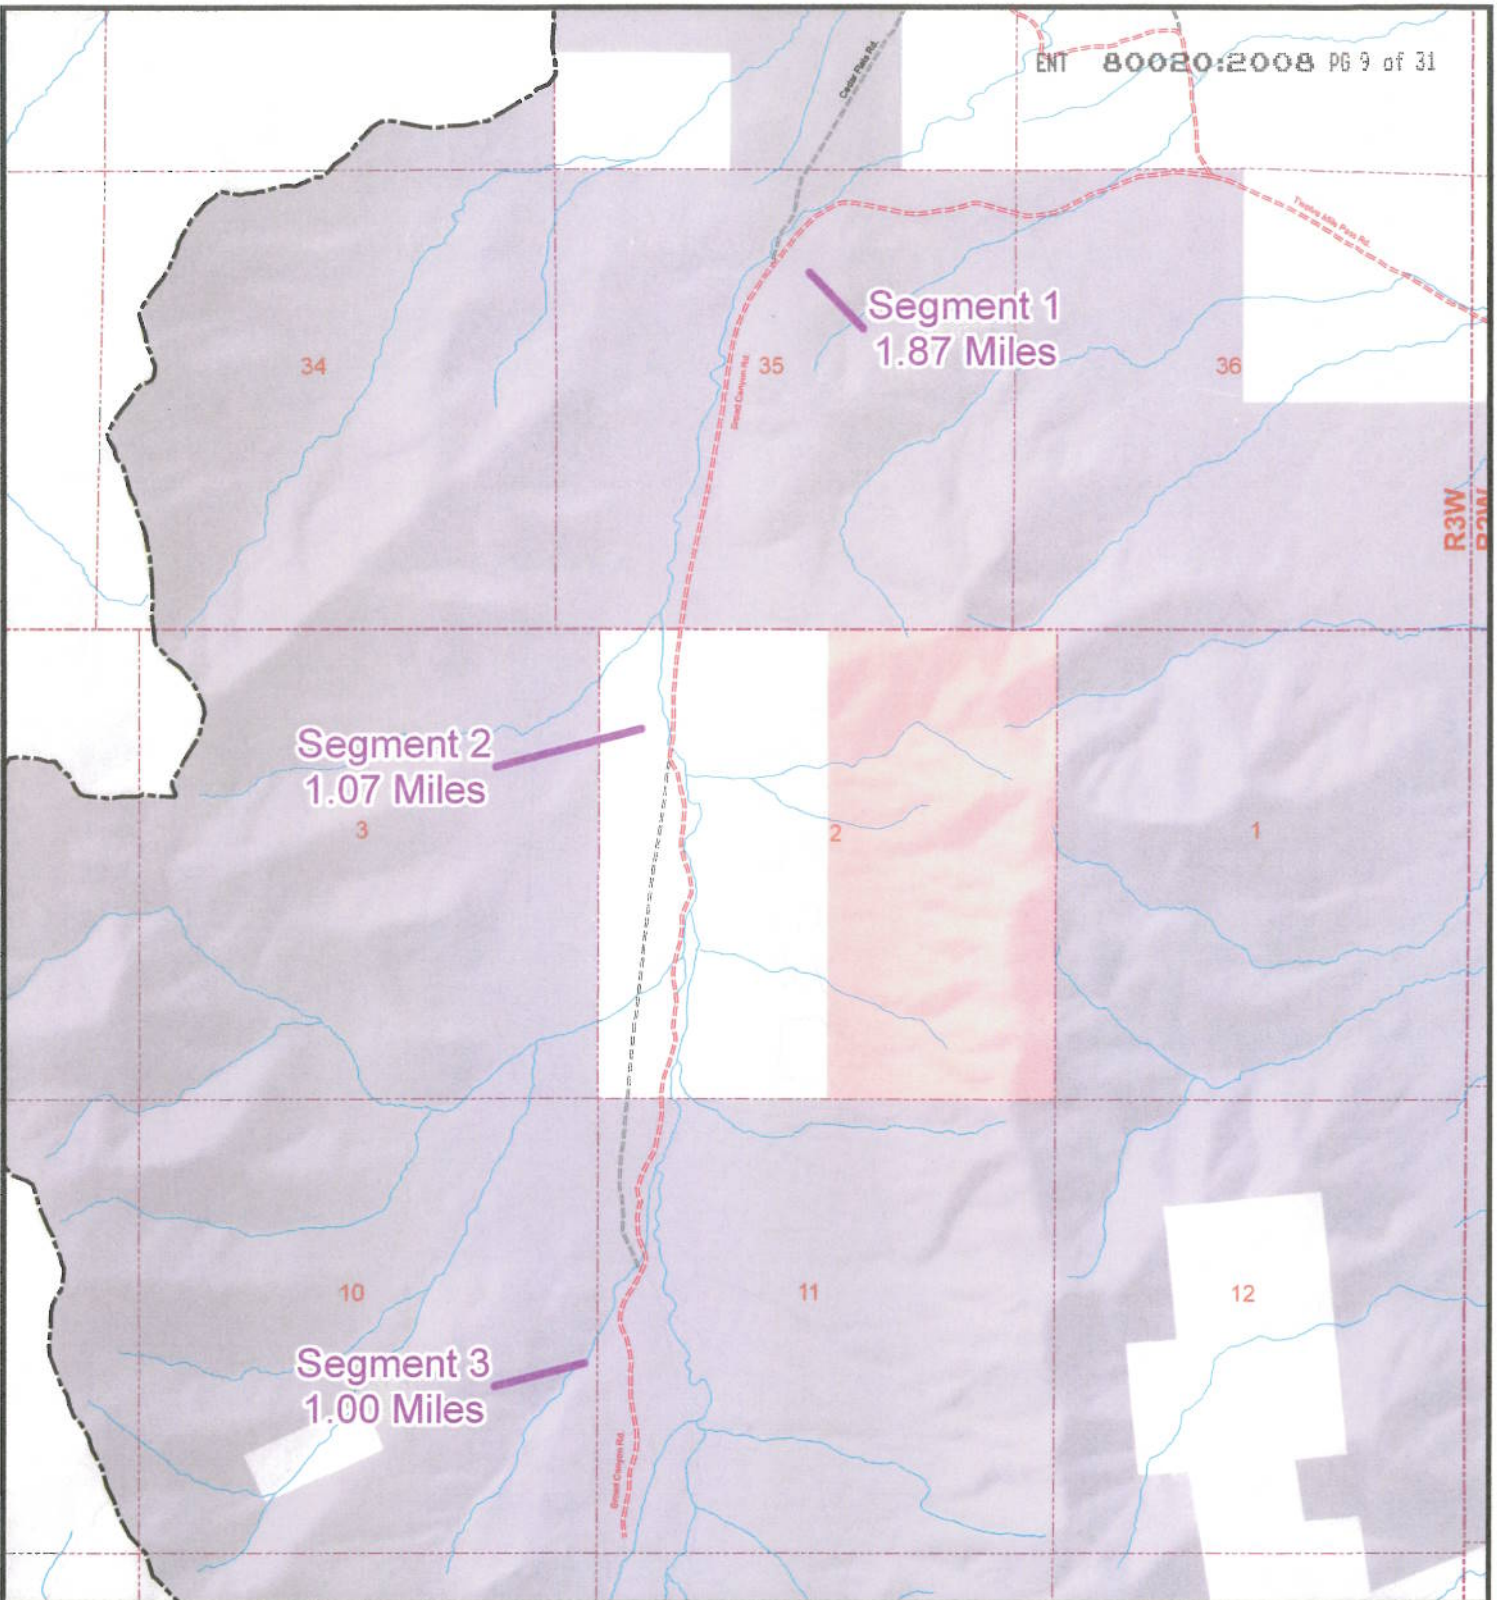 ENT 80020:2008 PG 9 of 31
Cedar Pass Rd.
Twelve Mile Pass Rd.
Segment 1
1.87 Miles
34
35
36
Broad Canyon Rd.
R3W
R2W
Segment 2
1.07 Miles
3
2
1
10
11
12
Segment 3
1.00 Miles
Broad Canyon Rd.